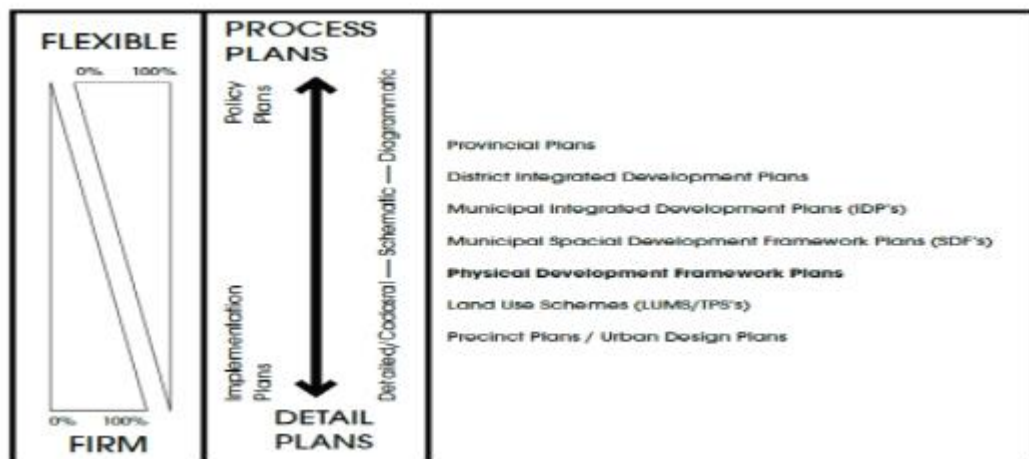 FLEXIBLE
0% 100%
0% 100%
FIRM
PROCESS
PLANS
Policy
Plans
Implementation
Plans
Detailed/Codasral — Schematic — Diagrammatic
DETAIL
PLANS
Provincial Plans
District Integrated Development Plans
Municipal Integrated Development Plans (IDP's)
Municipal Spacial Development Framework Plans (SDF's)
Physical Development Framework Plans
Land Use Schemes (LUMS/TPS's)
Precinct Plans / Urban Design Plans